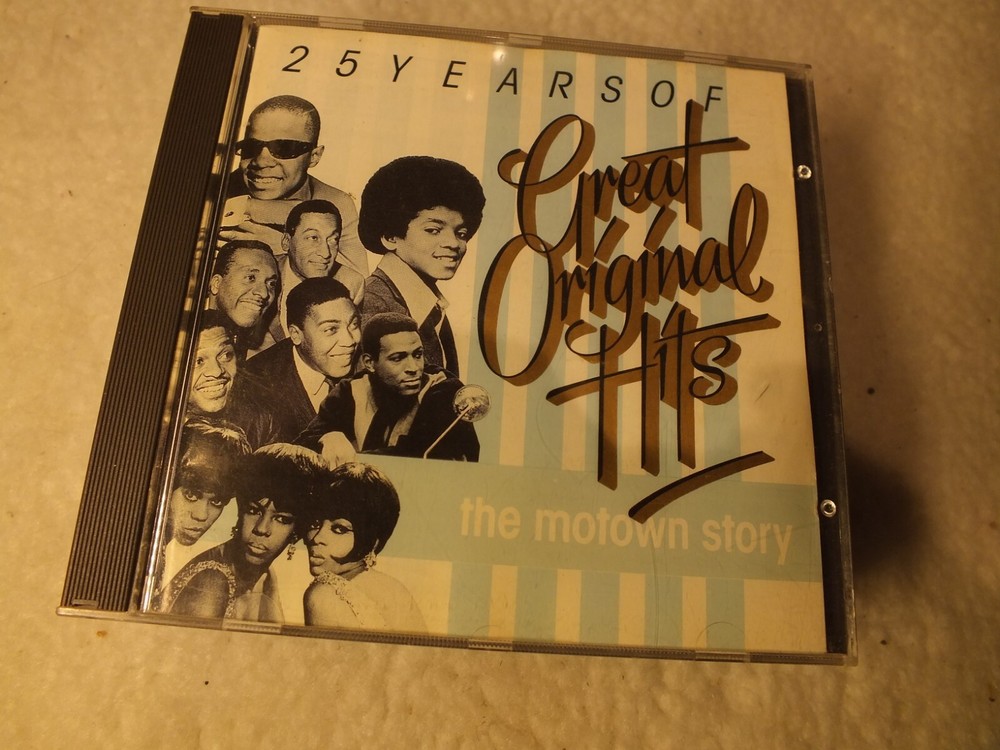 25 YEARS OF
Great
Original
Hits
the motown story